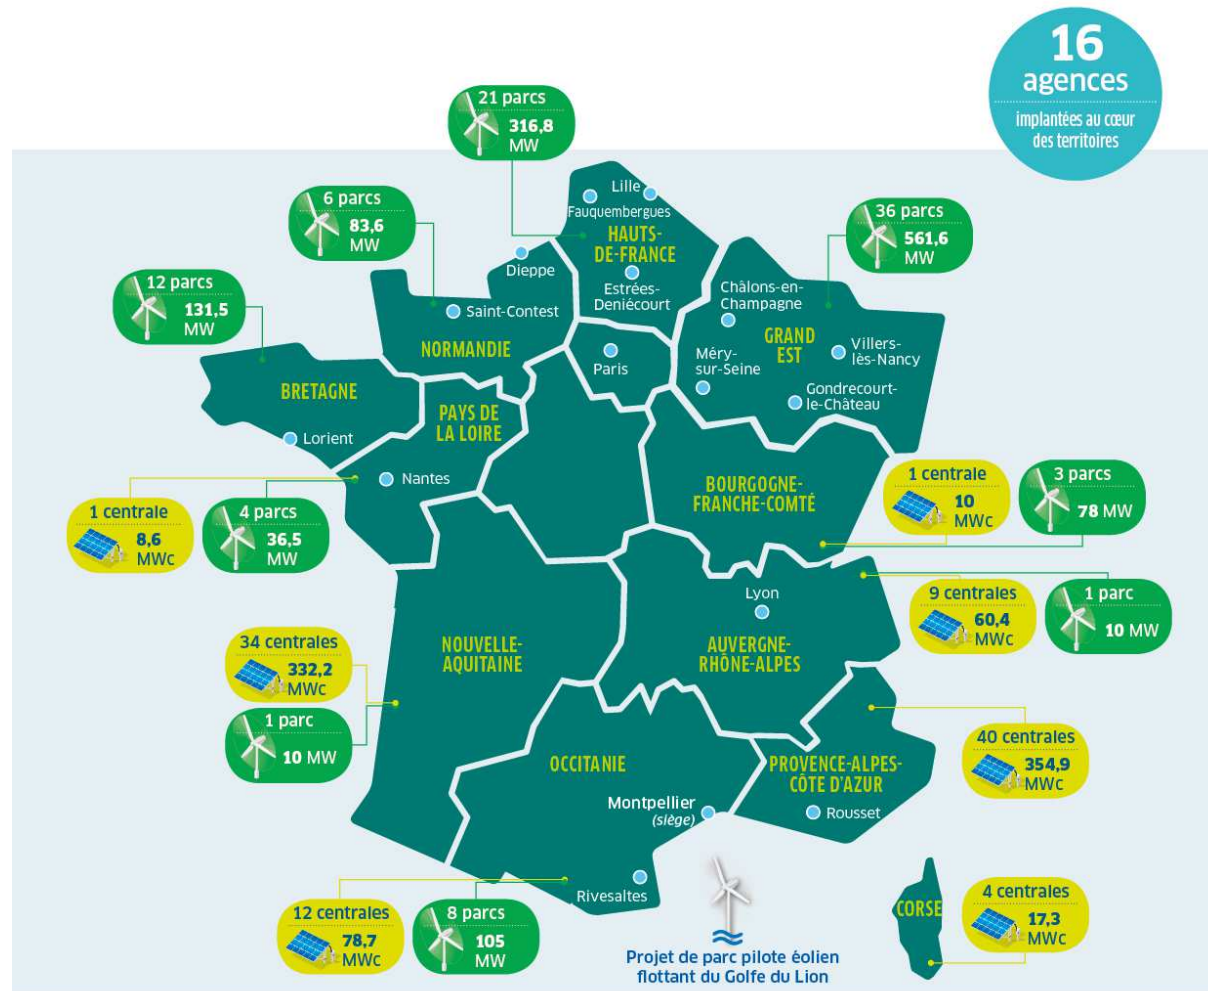 16
agences
implantées au cœur
des territoires
21 parcs
316,8
MW
6 parcs
83,6
MW
12 parcs
131,5
MW
36 parcs
561,6
MW
Lille
Fauquembergues
HAUTS-
DE-FRANCE
Estrées-
Deniécourt
Dieppe
Saint-Contest
NORMANDIE
Châlons-en-
Champagne
GRAND
EST
Villers-
lès-Nancy
Méry-
sur-Seine
Gondrecourt-
le-Château
Paris
BRETAGNE
Lorient
PAYS DE
LA LOIRE
Nantes
1 centrale
8,6
MWc
4 parcs
36,5
MW
BOURGOGNE-
FRANCHE-COMTÉ
1 centrale
10
MWc
3 parcs
78 MW
9 centrales
60,4
MWc
1 parc
10 MW
Lyon
AUVERGNE-
RHÔNE-ALPES
34 centrales
332,2
MWc
1 parc
10 MW
NOUVELLE-
AQUITAINE
OCCITANIE
Montpellier
(siège)
Rivesaltes
PROVENCE-ALPES-
CÔTE D'AZUR
Rousset
40 centrales
354,9
MWc
12 centrales
78,7
MWc
8 parcs
105
MW
Projet de parc pilote éolien
flottant du Golfe du Lion
CORSE
4 centrales
17,3
MWc